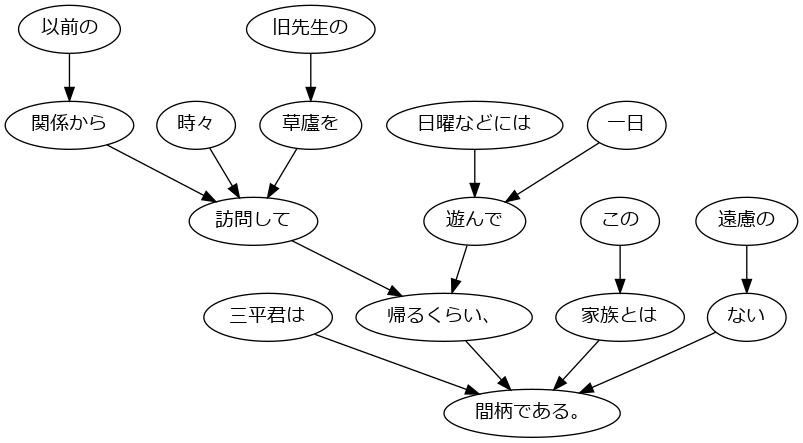 以前の
旧先生の
関係から
時々
草廬を
日曜などには
一日
訪問して
遊んで
この
遠慮の
三平君は
帰るくらい、
家族とは
ない
間柄である。